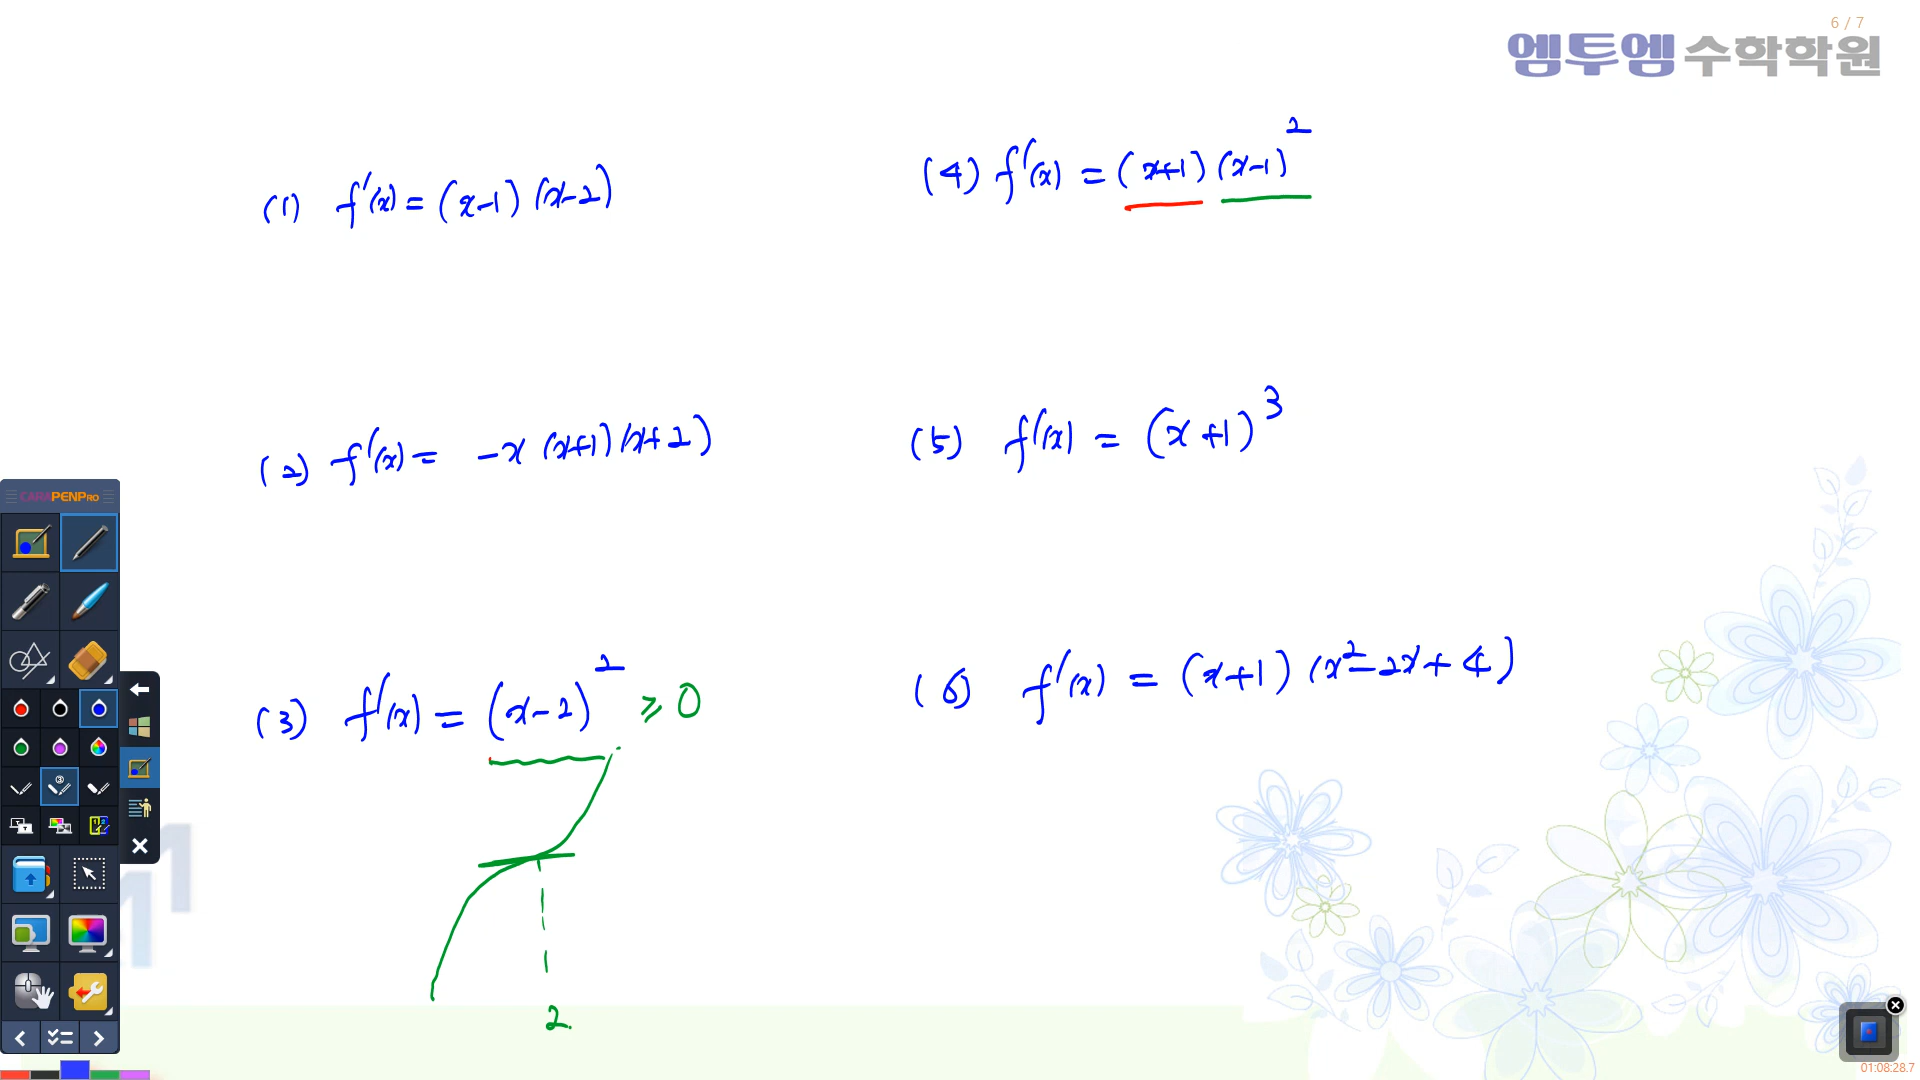 6 / 7
엠투엠 수학학원
(1) f'(x) = (x-1)(x-2)
(2) f'(x) = -x(x+1)(x+2)
(3) f'(x) = (x-2)² ≥ 0
2.
(4) f'(x) = (x+1)(x-1)²
(5) f'(x) = (x+1)³
(6) f'(x) = (x+1)(x²-2x+4)
CARAPENPRO
01:08:28.7